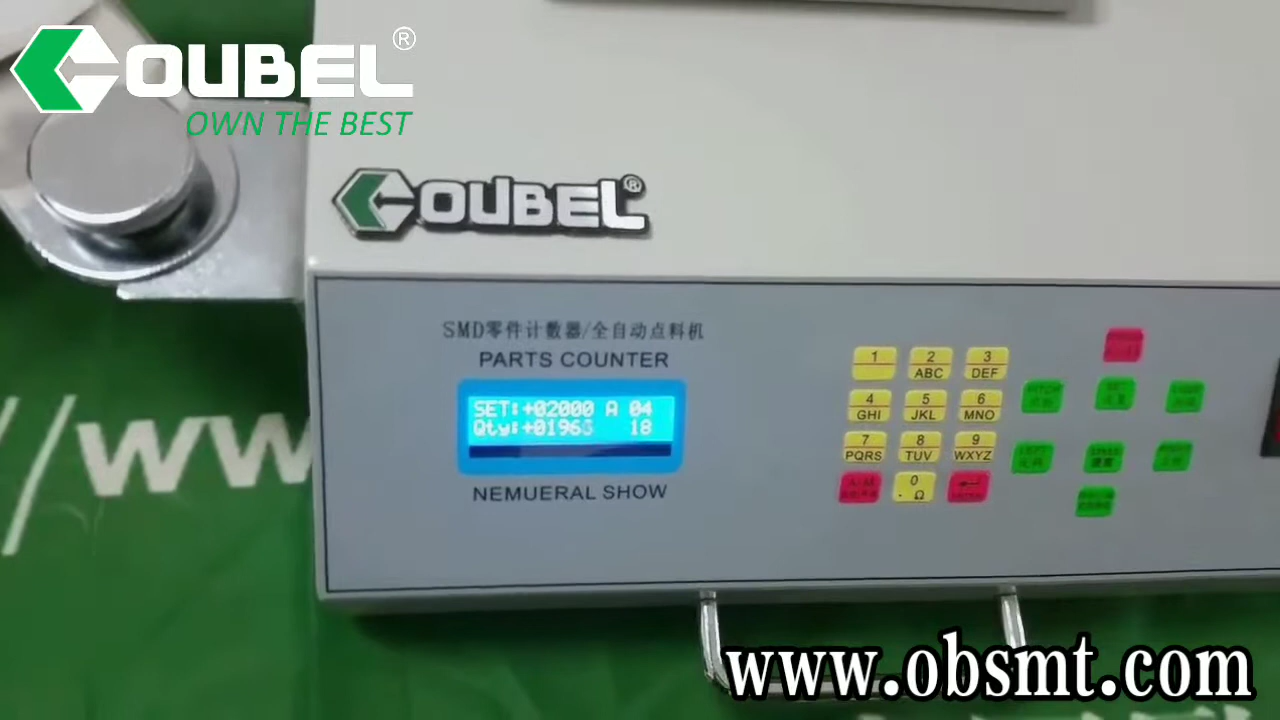 OUBEL®
OWN THE BEST
OUBEL®
SMD零件计数器/全自动点料机
PARTS COUNTER
SET:+02000 A 04
Qty:+0196 18
NEMUERAL SHOW
1
2 ABC
3 DEF
4 GHI
5 JKL
6 MNO
7 PQRS
8 TUV
9 WXYZ
. 0 Ω
//www
www.obsmt.com